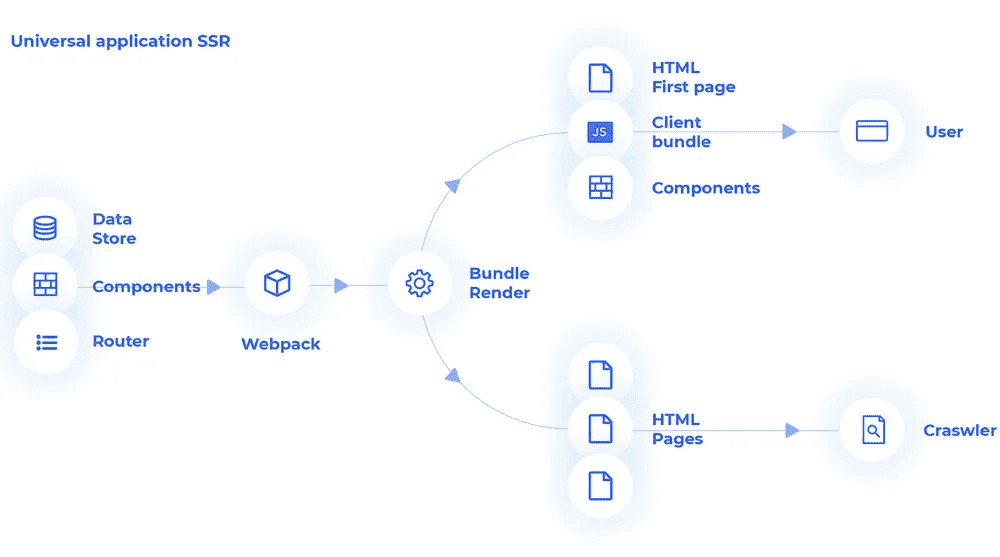 Universal application SSR
HTML
First page
JS
Client
bundle
User
Components
Data
Store
Components
Router
Webpack
Bundle
Render
HTML
Pages
Craswler